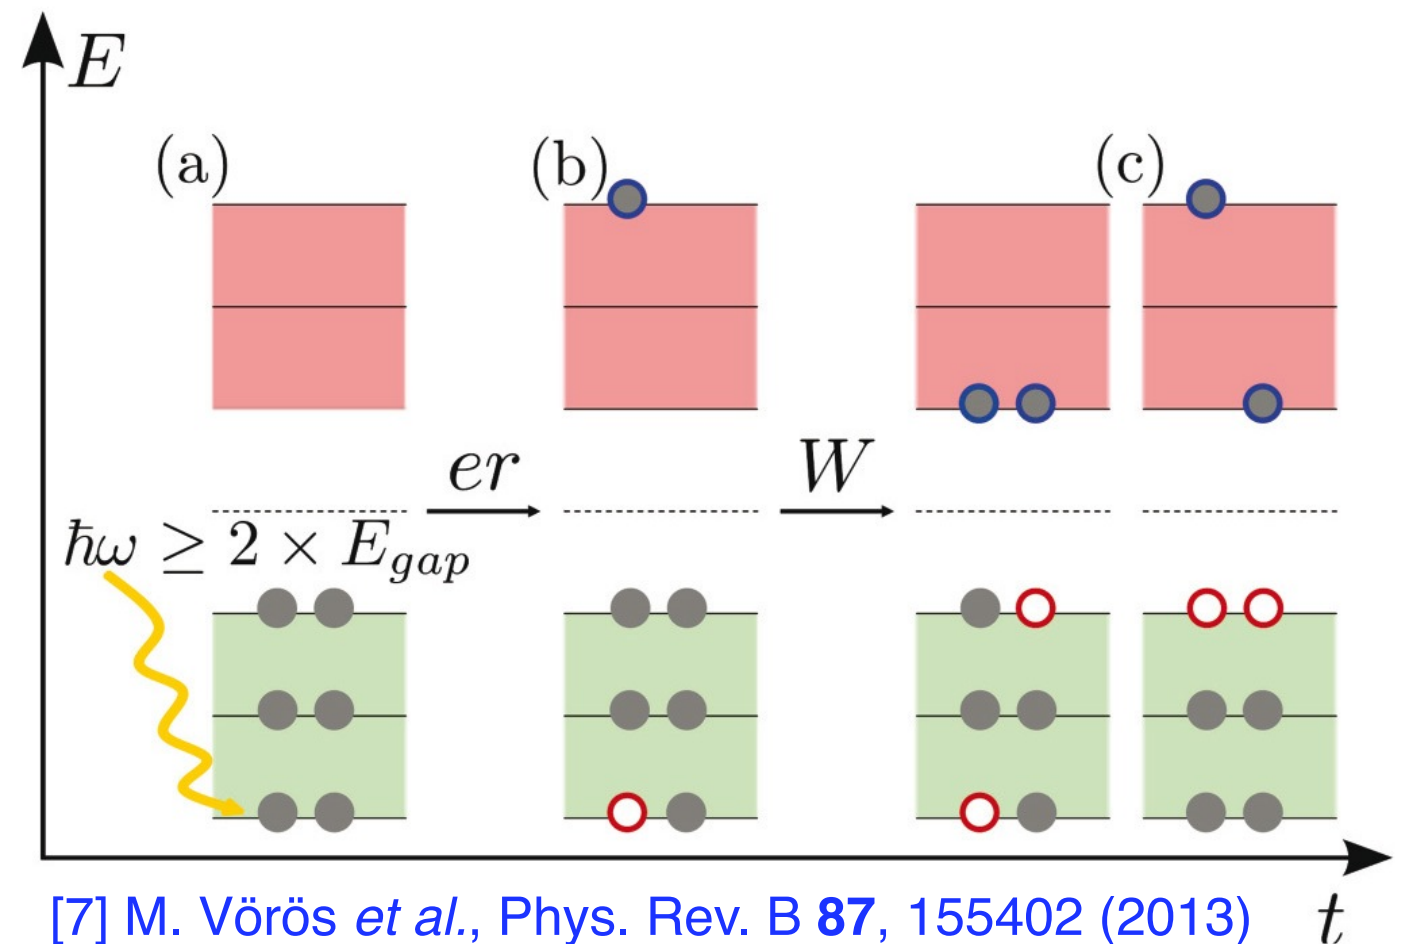 E
(a)
(b)
(c)
er
W
ħω ≥ 2 × E_gap
[7] M. Vörös et al., Phys. Rev. B 87, 155402 (2013)
t